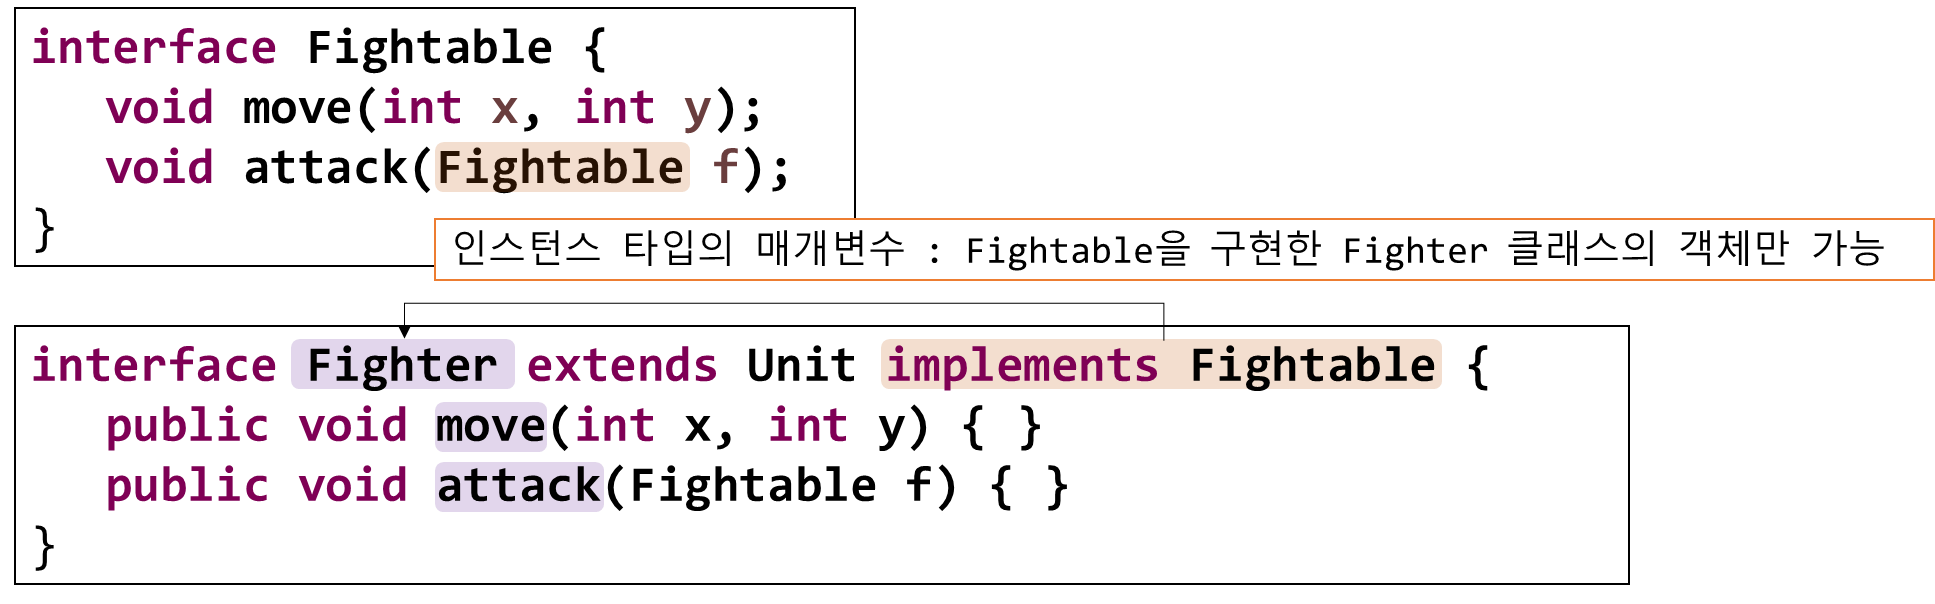 interface Fightable {
void move(int x, int y);
void attack(Fightable f);
}
인스턴스 타입의 매개변수 : Fightable을 구현한 Fighter 클래스의 객체만 가능
interface Fighter extends Unit implements Fightable {
public void move(int x, int y) { }
public void attack(Fightable f) { }
}